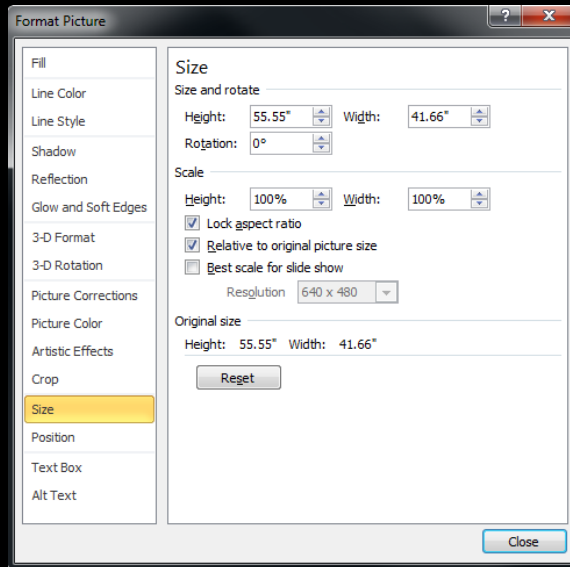 Format Picture
Fill
Line Color
Line Style
Shadow
Reflection
Glow and Soft Edges
3-D Format
3-D Rotation
Picture Corrections
Picture Color
Artistic Effects
Crop
Size
Position
Text Box
Alt Text
Size
Size and rotate
Height: 55.55" Width: 41.66"
Rotation: 0°
Scale
Height: 100% Width: 100%
Lock aspect ratio
Relative to original picture size
Best scale for slide show
Resolution 640 x 480
Original size
Height: 55.55" Width: 41.66"
Reset
Close